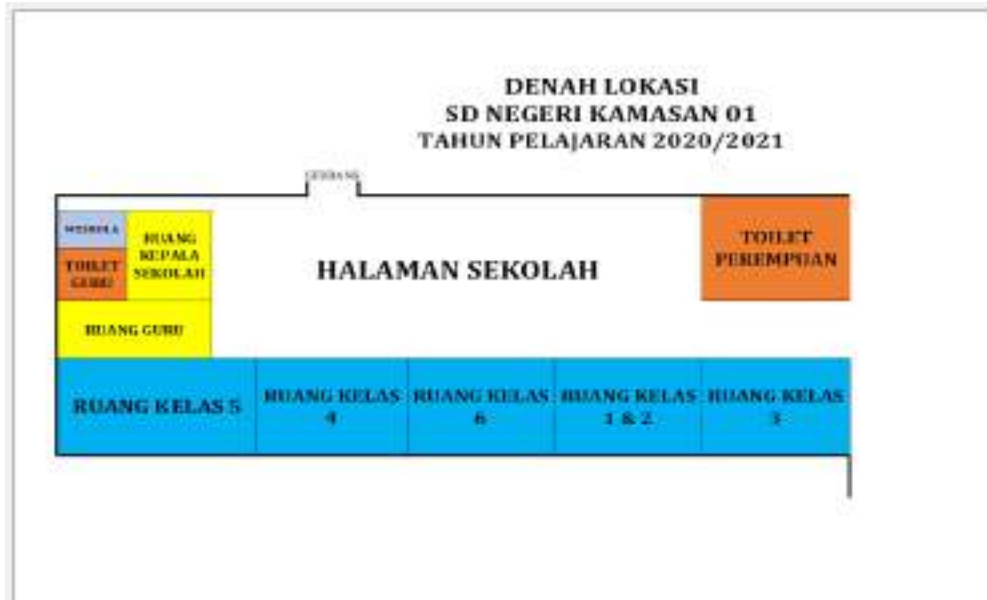 DENAH LOKASI
SD NEGERI KAMASAN 01
TAHUN PELAJARAN 2020/2021
GERBANG
RUANG
KEPALA
SEKOLAH
TOILET
GURU
RUANG GURU
HALAMAN SEKOLAH
TOILET
PEREMPUAN
RUANG KELAS 5
RUANG KELAS
4
RUANG KELAS
6
RUANG KELAS
1 & 2
RUANG KELAS
3